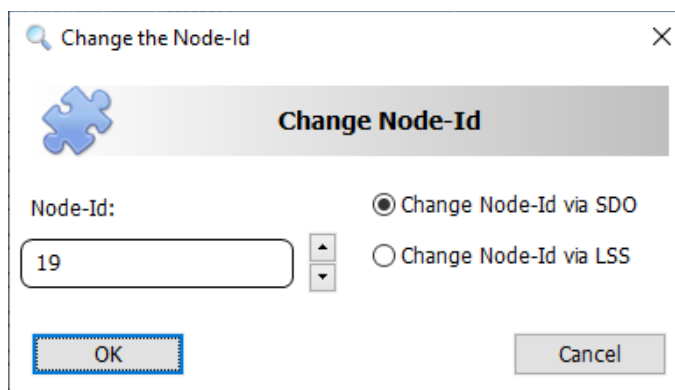 Change the Node-Id
Change Node-Id
Node-Id:
Change Node-Id via SDO
19
Change Node-Id via LSS
OK
Cancel